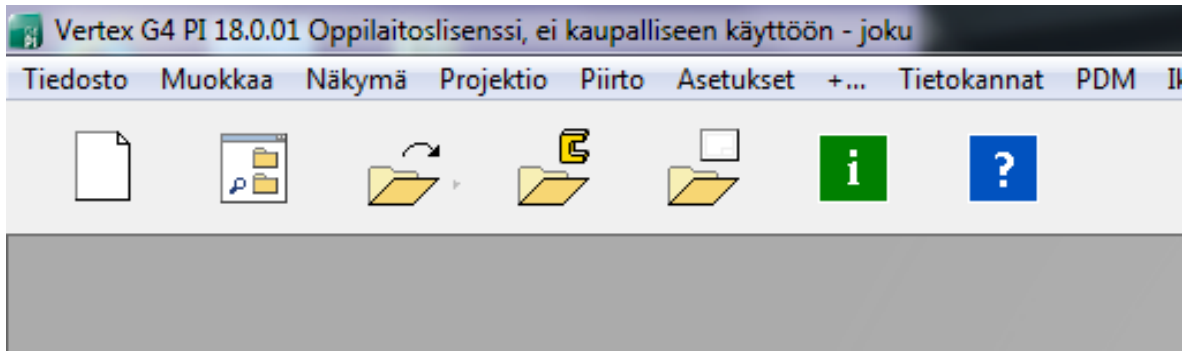 Vertex G4 PI 18.0.01 Oppilaitoslisenssi, ei kaupalliseen käyttöön - joku
Tiedosto Muokkaa Näkymä Projektio Piirto Asetukset +... Tietokannat PDM
i ?